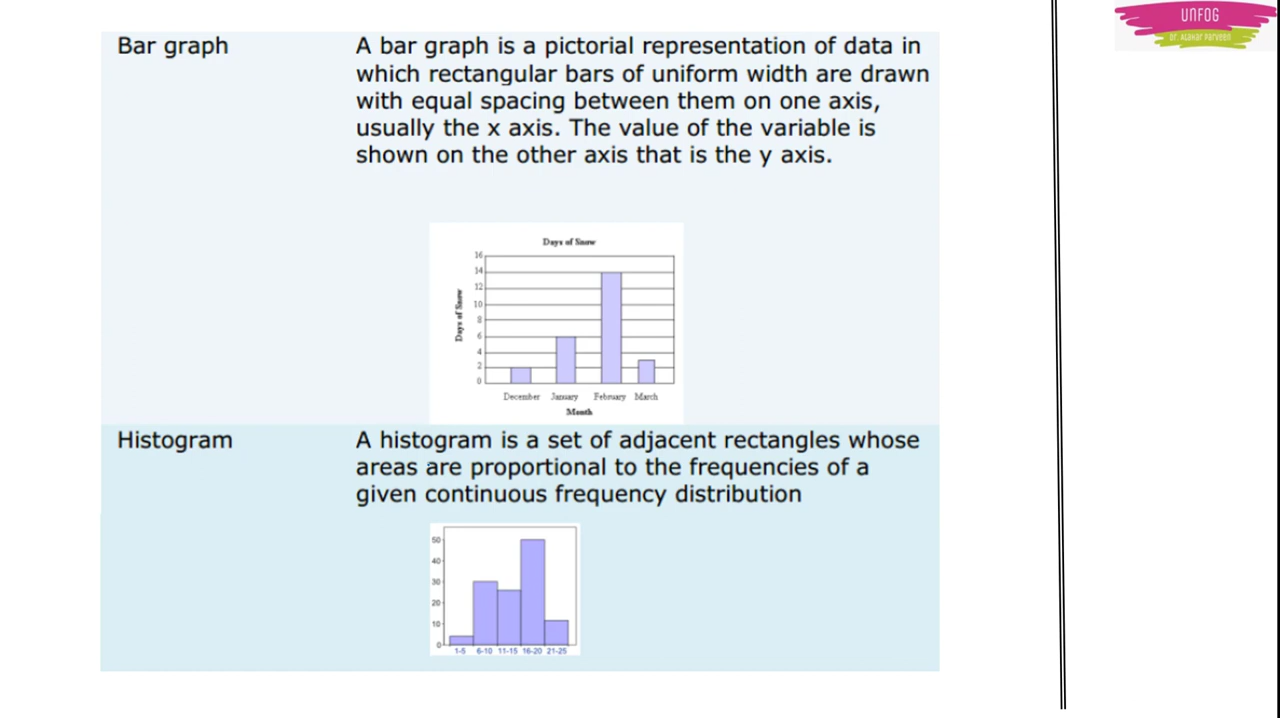 UNFOG
Dr. Alahar Parveen
Bar graph
A bar graph is a pictorial representation of data in
which rectangular bars of uniform width are drawn
with equal spacing between them on one axis,
usually the x axis. The value of the variable is
shown on the other axis that is the y axis.
Days of Snow
Days of Snow
16
14
12
10
8
6
4
2
0
December January February March
Month
Histogram
A histogram is a set of adjacent rectangles whose
areas are proportional to the frequencies of a
given continuous frequency distribution
50
40
30
20
10
0
1-5 6-10 11-15 16-20 21-25